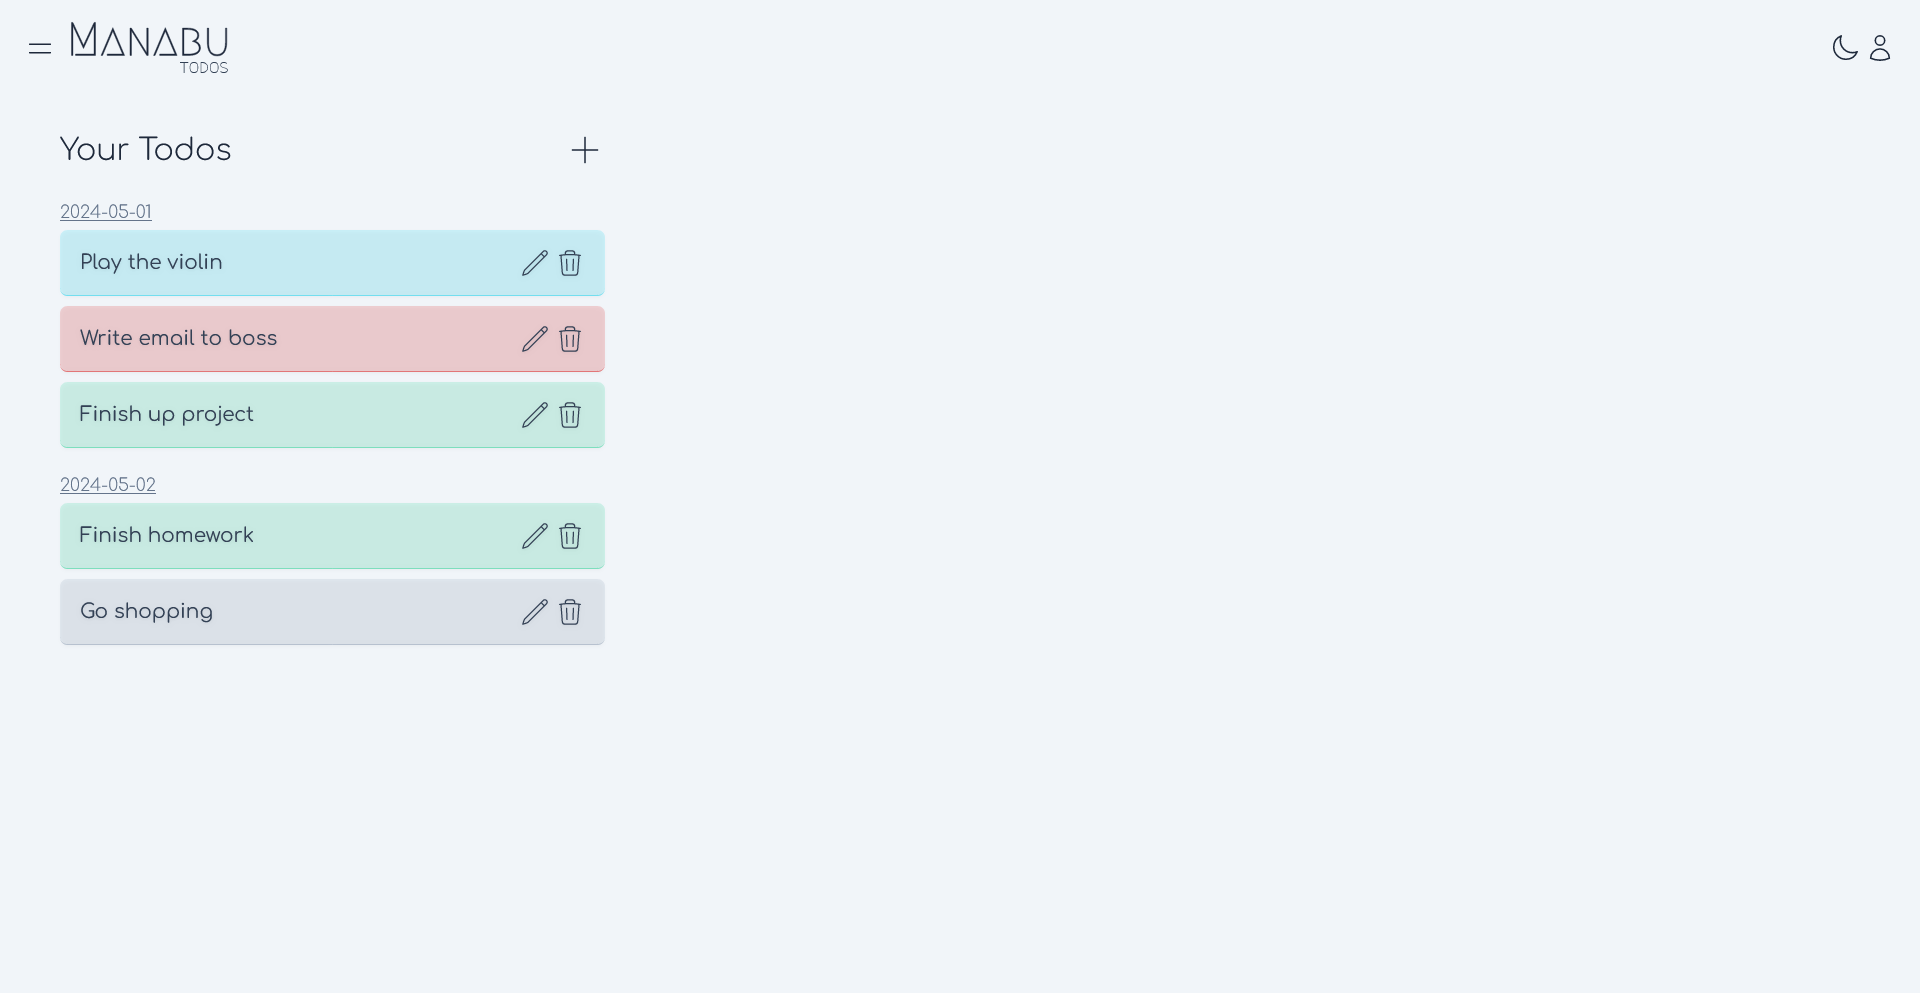 MANABU
TODOS
Your Todos
2024-05-01
Play the violin
Write email to boss
Finish up project
2024-05-02
Finish homework
Go shopping